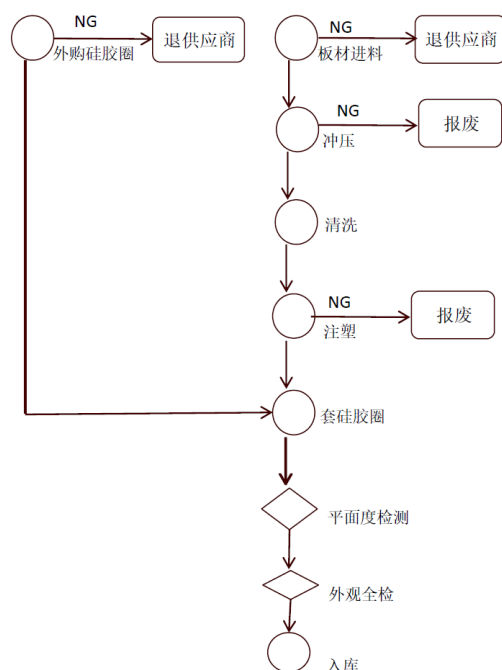 NG
外购硅胶圈
退供应商
NG
板材进料
退供应商
NG
冲压
报废
清洗
NG
注塑
报废
套硅胶圈
平面度检测
外观全检
入库